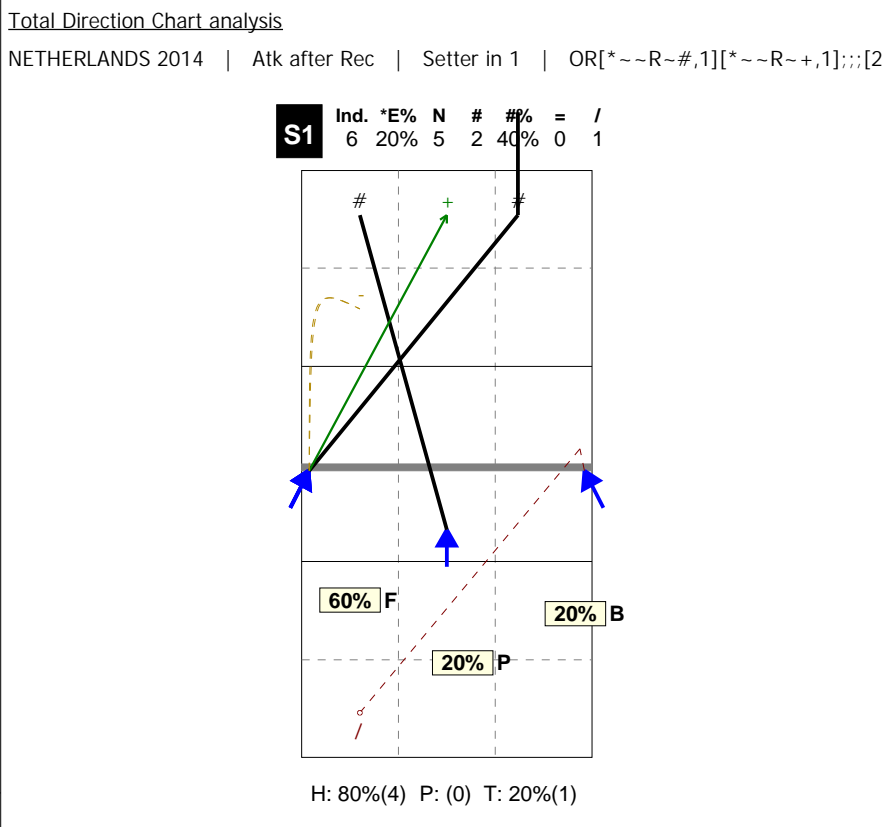 Total Direction Chart analysis
NETHERLANDS 2014 | Atk after Rec | Setter in 1 | OR[*~~R~#,1][*~~R~+,1];;;[2
S1 Ind. *E% N # #% = /
6 20% 5 2 40% 0 1
# + #
-
60% F
20% B
20% P
/
H: 80%(4) P: (0) T: 20%(1)